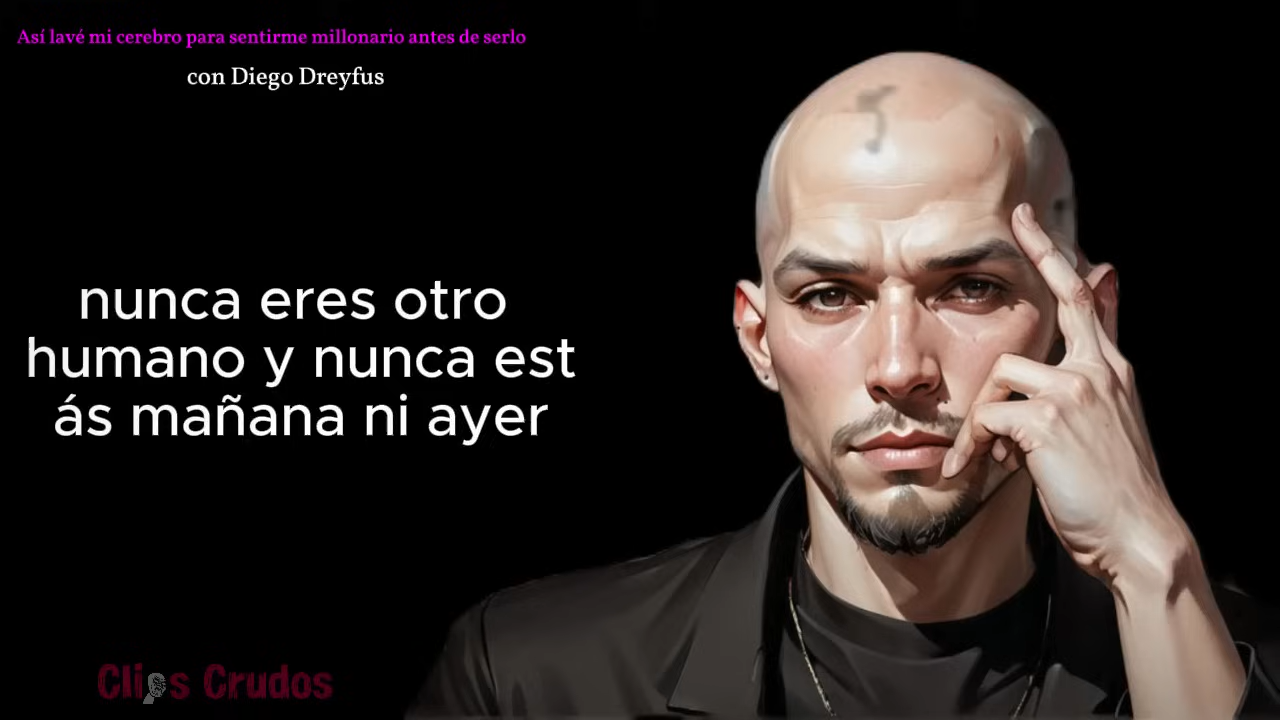 Así lavé mi cerebro para sentirme millonario antes de serlo
con Diego Dreyfus
nunca eres otro
humano y nunca est
ás mañana ni ayer
Clips Crudos